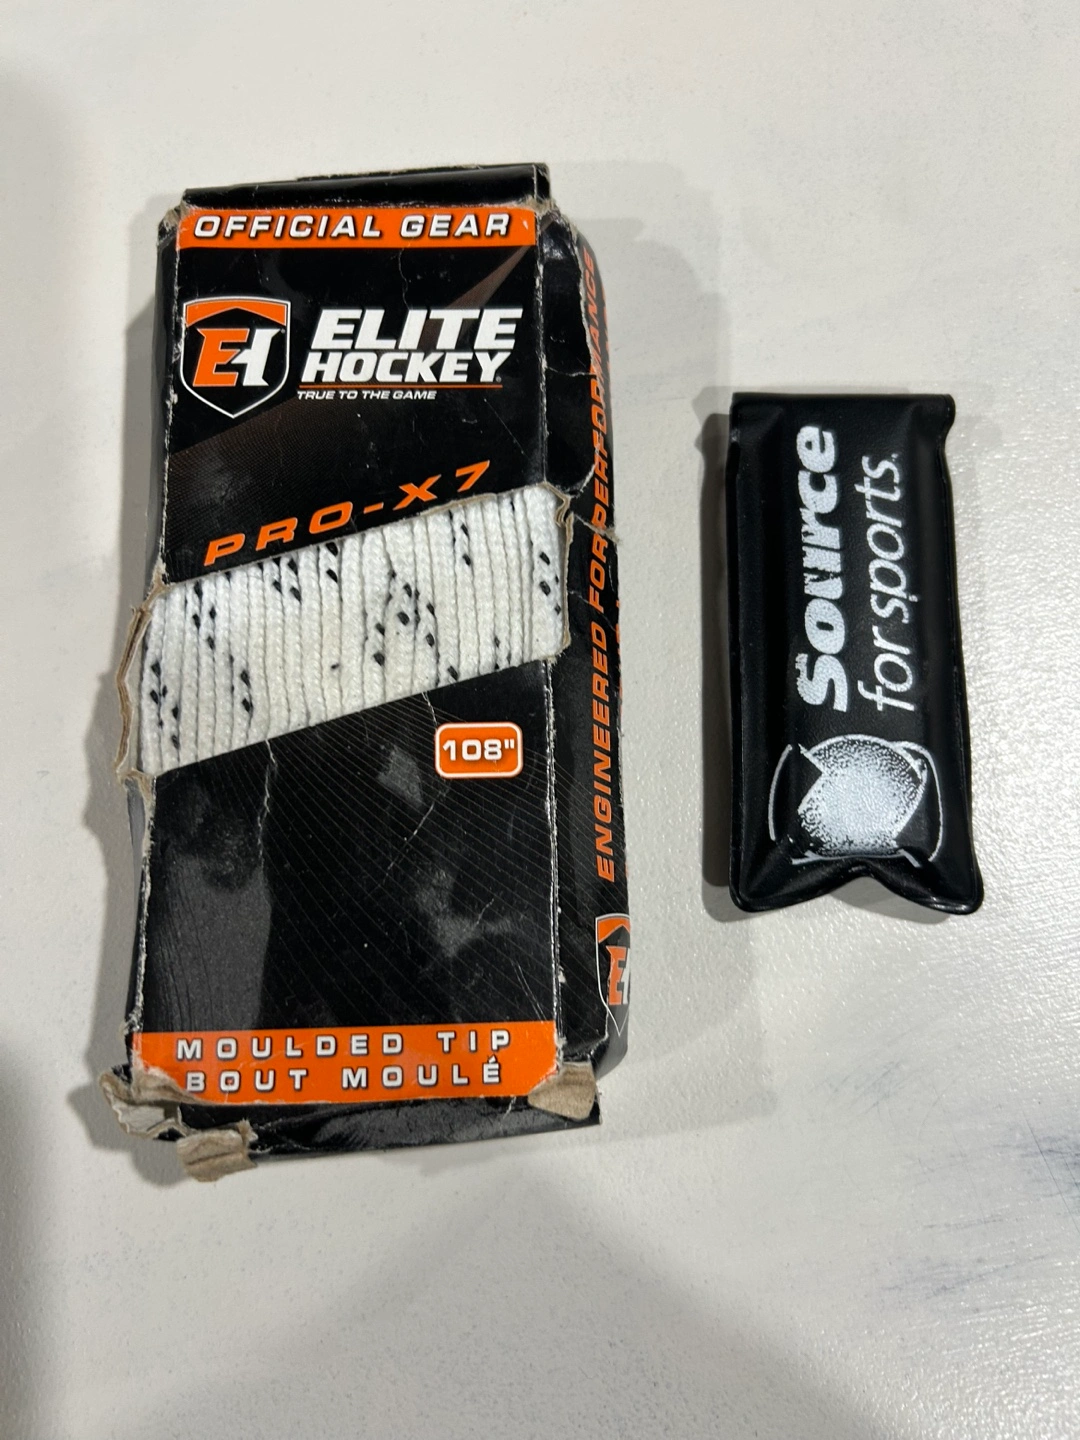 OFFICIAL GEAR
EH
ELITE
HOCKEY
TRUE TO THE GAME
PRO-X7
108"
MOULDED TIP
BOUT MOULÉ
ENGINEERED FOR PERFORMANCE
Source
for sports.